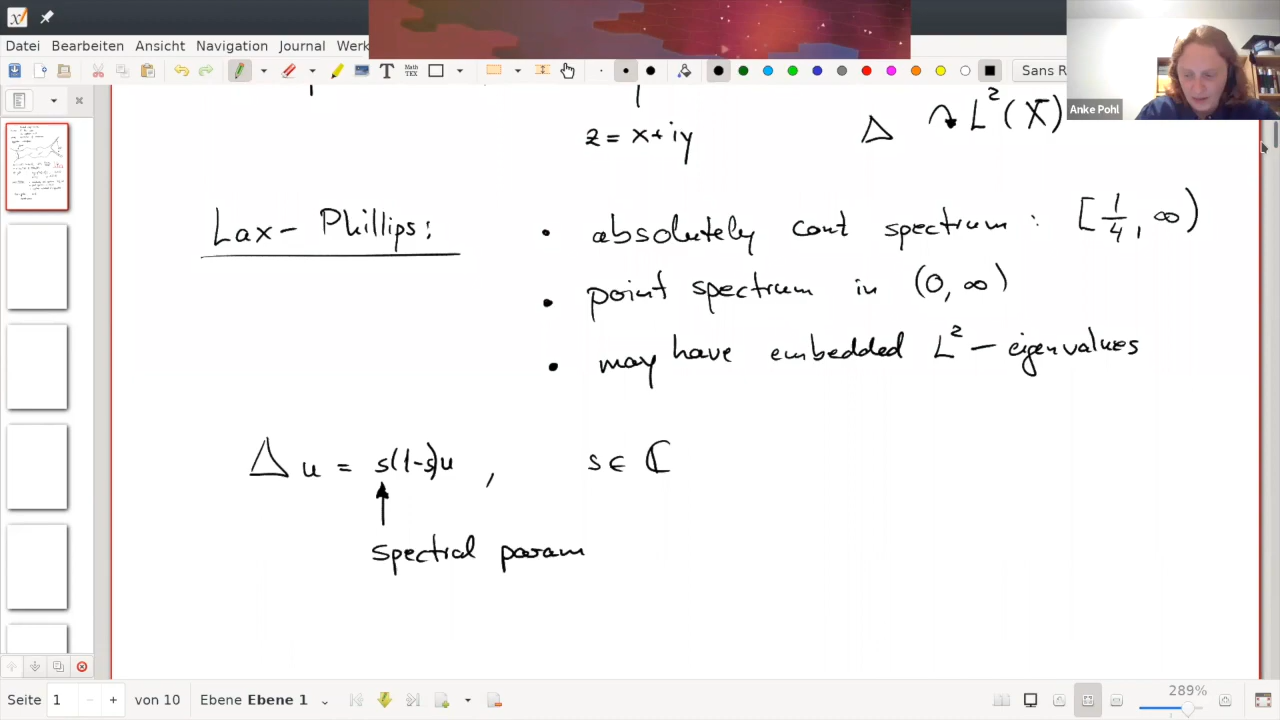 Datei Bearbeiten Ansicht Navigation Journal Werk
Anke Pohl
Sans R
z = x + iy
Δ ↷ L²(X)
Lax - Phillips:
• absolutely cont spectrum : [1/4, ∞)
• point spectrum in (0, ∞)
• may have embedded L² - eigenvalues
Δ u = s(1-s)u , s ∈ ℂ
↑
spectral param
Seite 1 von 10 Ebene Ebene 1 289%